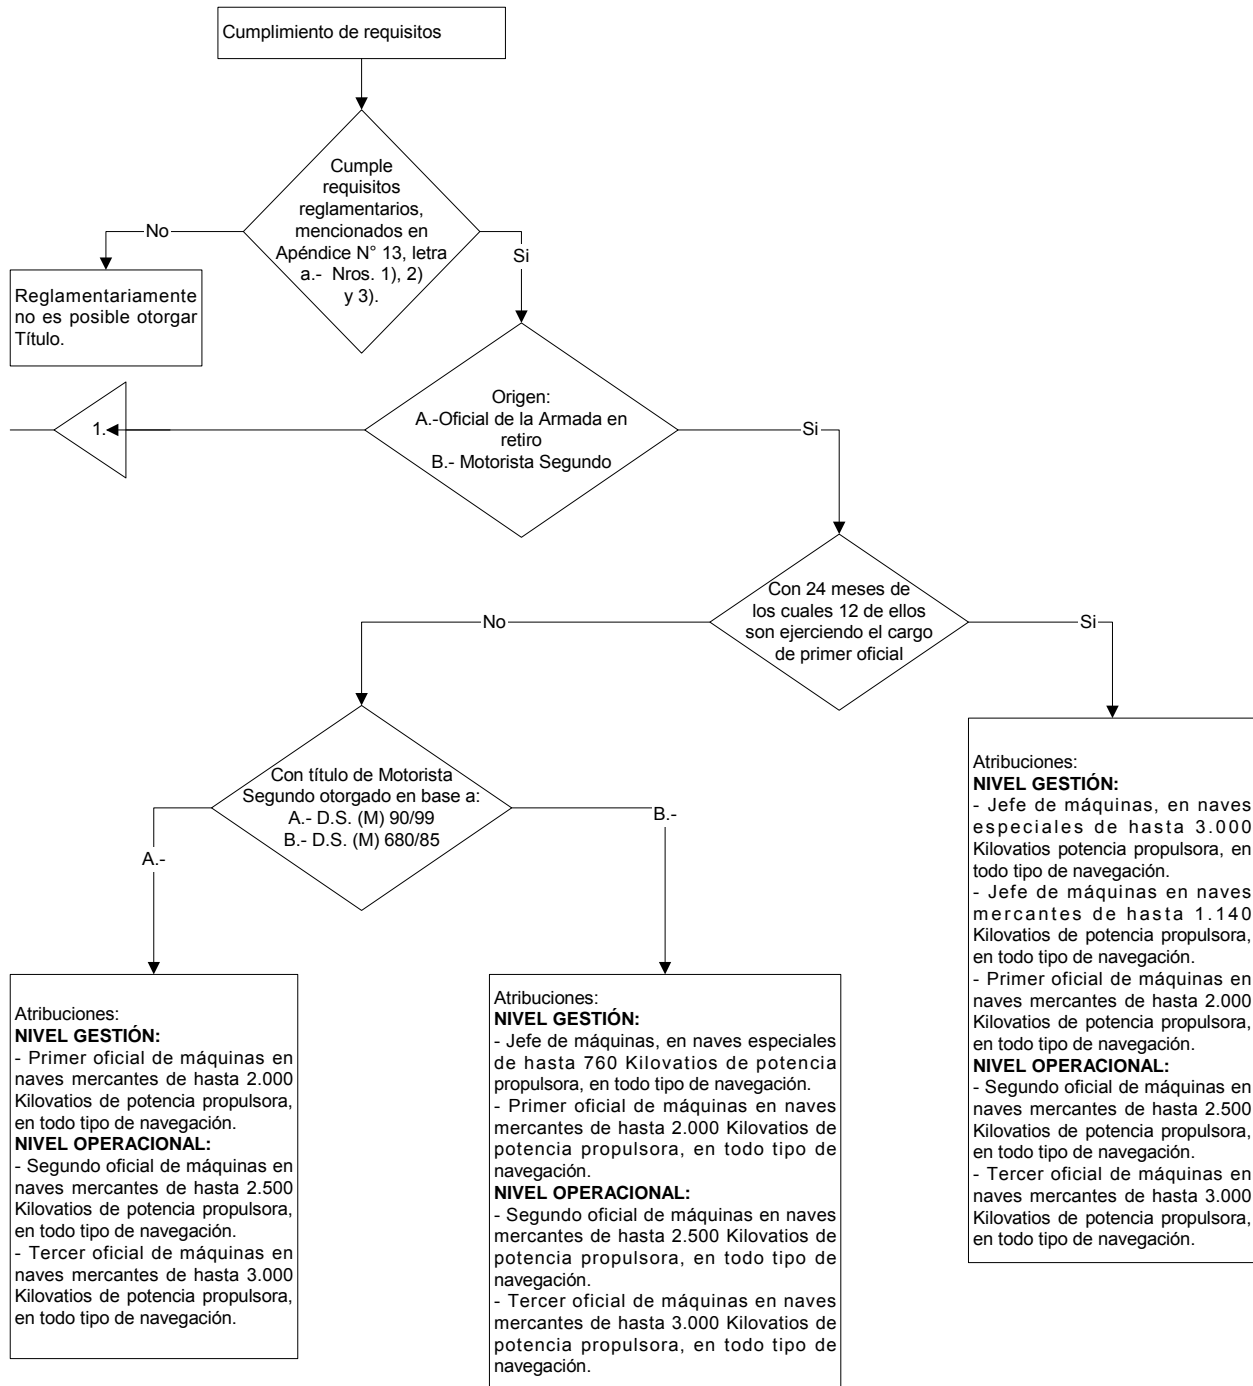 Cumplimiento de requisitos
Cumple
requisitos
reglamentarios,
mencionados en
Apéndice N° 13, letra
a.- Nros. 1), 2)
y 3).
No
Si
Reglamentariamente
no es posible otorgar
Título.
Origen:
A.-Oficial de la Armada en
retiro
B.- Motorista Segundo
1.
Si
Con 24 meses de
los cuales 12 de ellos
son ejerciendo el cargo
de primer oficial
No
Si
Con título de Motorista
Segundo otorgado en base a:
A.- D.S. (M) 90/99
B.- D.S. (M) 680/85
A.-
B.-
Atribuciones:
NIVEL GESTIÓN:
- Primer oficial de máquinas en
naves mercantes de hasta 2.000
Kilovatios de potencia propulsora,
en todo tipo de navegación.
NIVEL OPERACIONAL:
- Segundo oficial de máquinas en
naves mercantes de hasta 2.500
Kilovatios de potencia propulsora,
en todo tipo de navegación.
- Tercer oficial de máquinas en
naves mercantes de hasta 3.000
Kilovatios de potencia propulsora,
en todo tipo de navegación.
Atribuciones:
NIVEL GESTIÓN:
- Jefe de máquinas, en naves especiales
de hasta 760 Kilovatios de potencia
propulsora, en todo tipo de navegación.
- Primer oficial de máquinas en naves
mercantes de hasta 2.000 Kilovatios de
potencia propulsora, en todo tipo de
navegación.
NIVEL OPERACIONAL:
- Segundo oficial de máquinas en naves
mercantes de hasta 2.500 Kilovatios de
potencia propulsora, en todo tipo de
navegación.
- Tercer oficial de máquinas en naves
mercantes de hasta 3.000 Kilovatios de
potencia propulsora, en todo tipo de
navegación.
Atribuciones:
NIVEL GESTIÓN:
- Jefe de máquinas, en naves
especiales de hasta 3.000
Kilovatios potencia propulsora, en
todo tipo de navegación.
- Jefe de máquinas en naves
mercantes de hasta 1.140
Kilovatios de potencia propulsora,
en todo tipo de navegación.
- Primer oficial de máquinas en
naves mercantes de hasta 2.000
Kilovatios de potencia propulsora,
en todo tipo de navegación.
NIVEL OPERACIONAL:
- Segundo oficial de máquinas en
naves mercantes de hasta 2.500
Kilovatios de potencia propulsora,
en todo tipo de navegación.
- Tercer oficial de máquinas en
naves mercantes de hasta 3.000
Kilovatios de potencia propulsora,
en todo tipo de navegación.